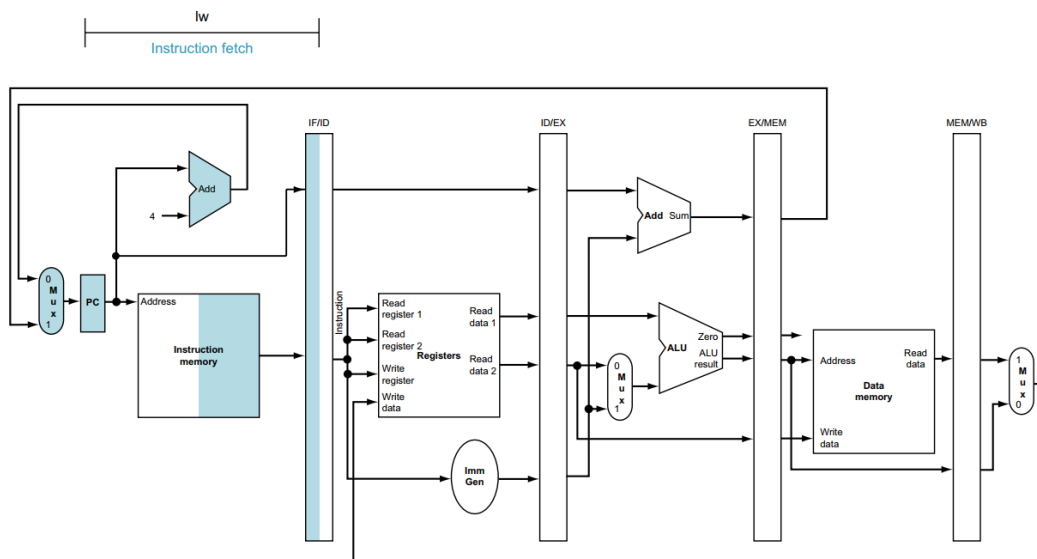 lw
Instruction fetch
IF/ID
ID/EX
EX/MEM
MEM/WB
Add
4
Add Sum
0
M
u
x
1
PC
Address
Instruction
memory
Instruction
Read
register 1
Read
register 2
Write
register
Write
data
Registers
Read
data 1
Read
data 2
Imm
Gen
0
M
u
x
1
Zero
ALU
ALU
result
Address
Write
data
Data
memory
Read
data
1
M
u
x
0